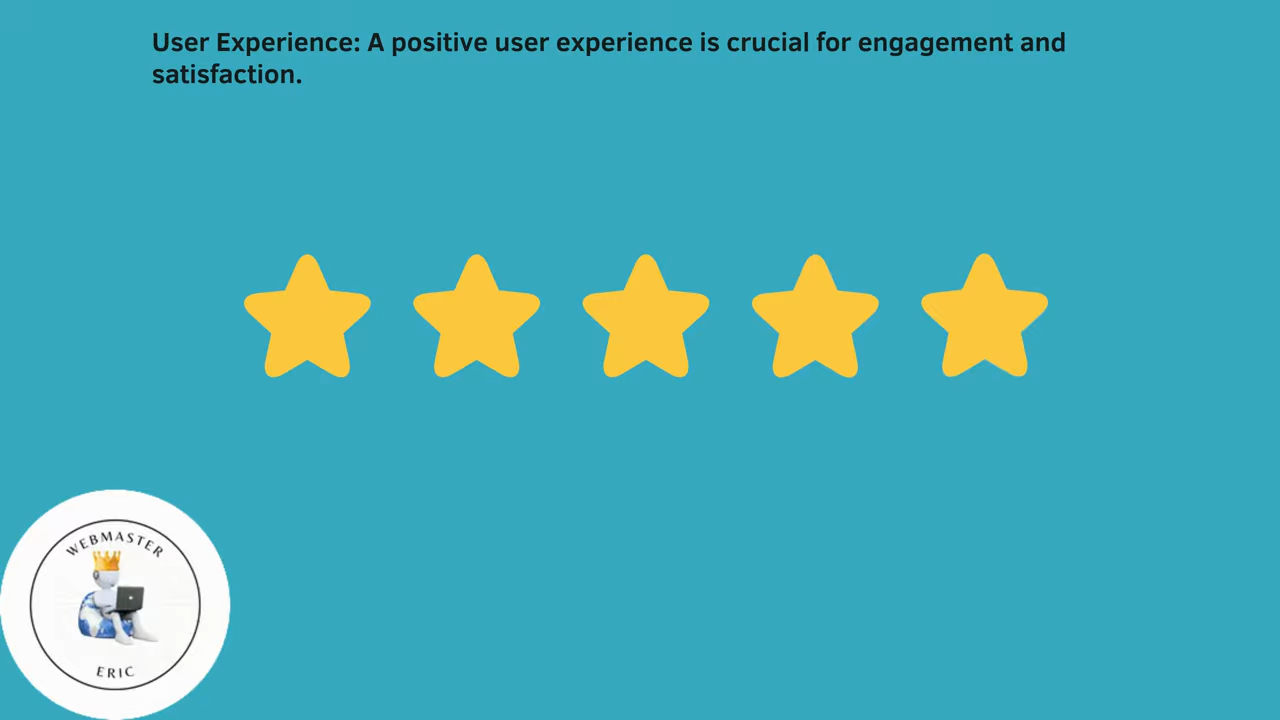 User Experience: A positive user experience is crucial for engagement and
satisfaction.
WEBMASTER
ERIC